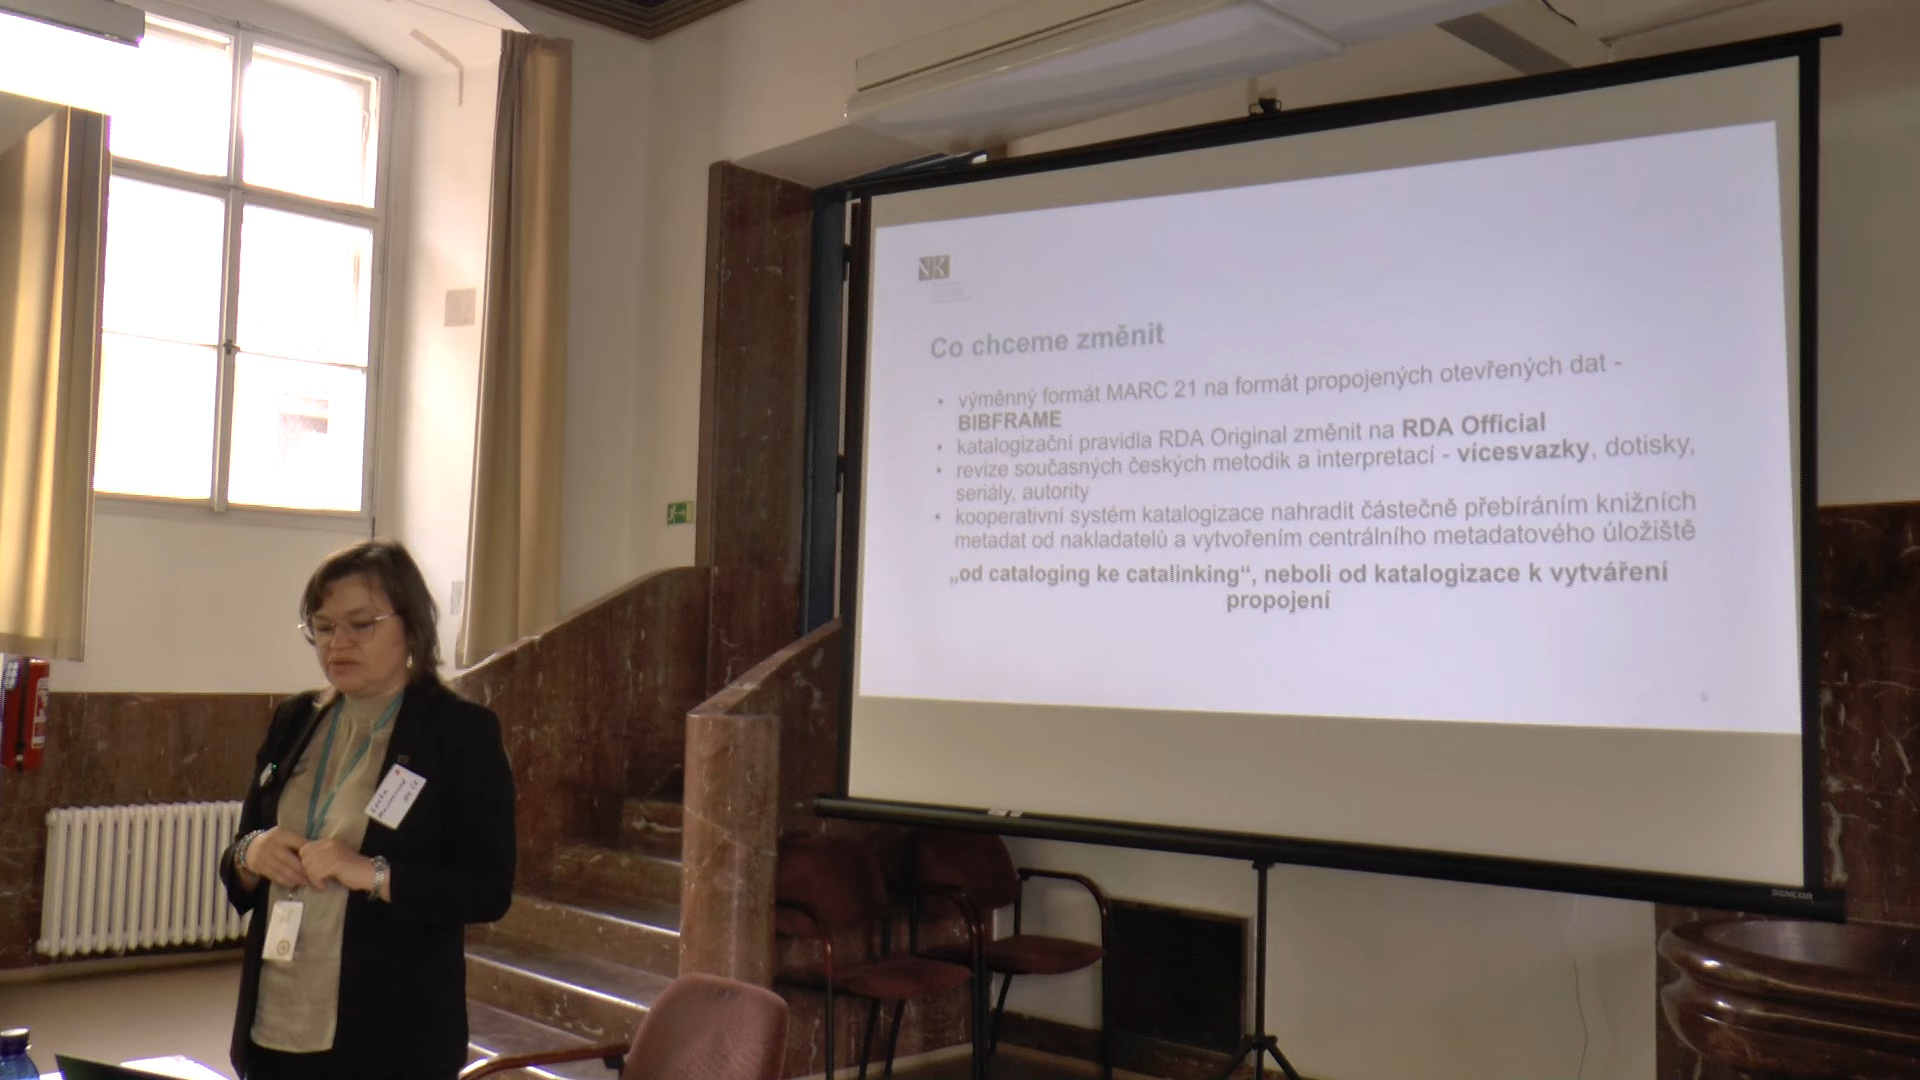 NK
Co chceme změnit
• výměnný formát MARC 21 na formát propojených otevřených dat -
BIBFRAME
• katalogizační pravidla RDA Original změnit na RDA Official
• revize současných českých metodik a interpretací - vícesvazky, dotisky,
seriály, autority
• kooperativní systém katalogizace nahradit částečně přebíráním knižních
metadat od nakladatelů a vytvořením centrálního metadatového úložiště
„od cataloging ke catalinking“, neboli od katalogizace k vytváření
propojení
9
SENCOR